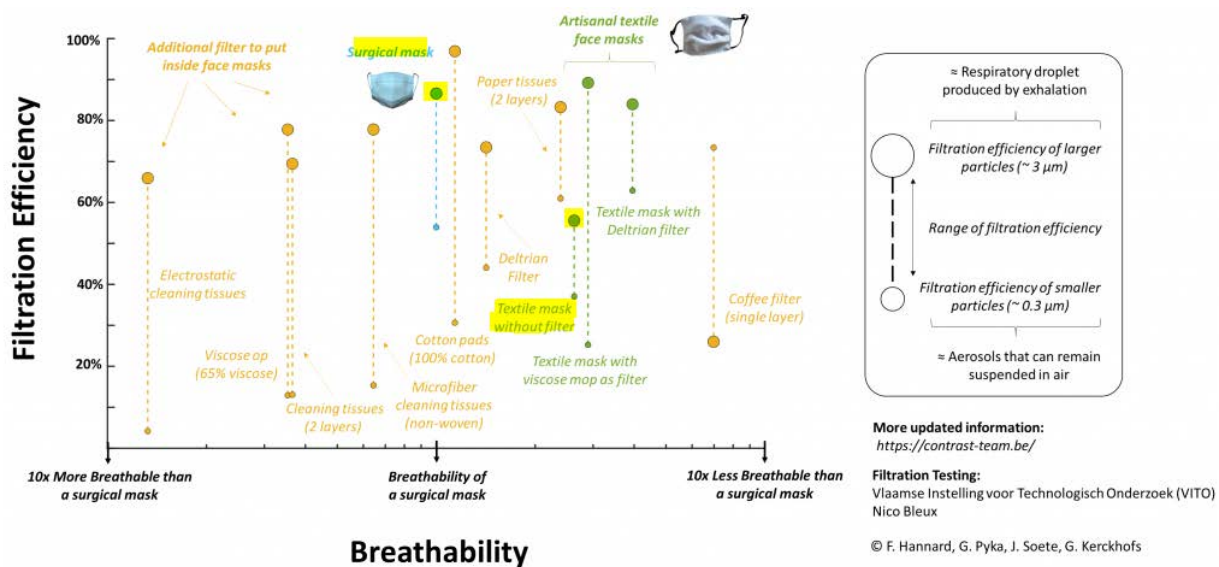 Additional filter to put
inside face masks
Surgical mask
Artisanal textile
face masks
Paper tissues
(2 layers)
Filtration Efficiency
100%
80%
60%
40%
20%
Electrostatic
cleaning tissues
Viscose op
(65% viscose)
Cleaning tissues
(2 layers)
Microfiber
cleaning tissues
(non-woven)
Cotton pads
(100% cotton)
Deltrian
Filter
Textile mask
without filter
Textile mask with
viscose mop as filter
Textile mask with
Deltrian filter
Coffee filter
(single layer)
10x More Breathable than
a surgical mask
Breathability of
a surgical mask
10x Less Breathable than
a surgical mask
Breathability
≈ Respiratory droplet
produced by exhalation
Filtration efficiency of larger
particles (~ 3 µm)
Range of filtration efficiency
Filtration efficiency of smaller
particles (~ 0.3 µm)
≈ Aerosols that can remain
suspended in air
More updated information:
https://contrast-team.be/
Filtration Testing:
Vlaamse Instelling voor Technologisch Onderzoek (VITO)
Nico Bleux
© F. Hannard, G. Pyka, J. Soete, G. Kerckhofs